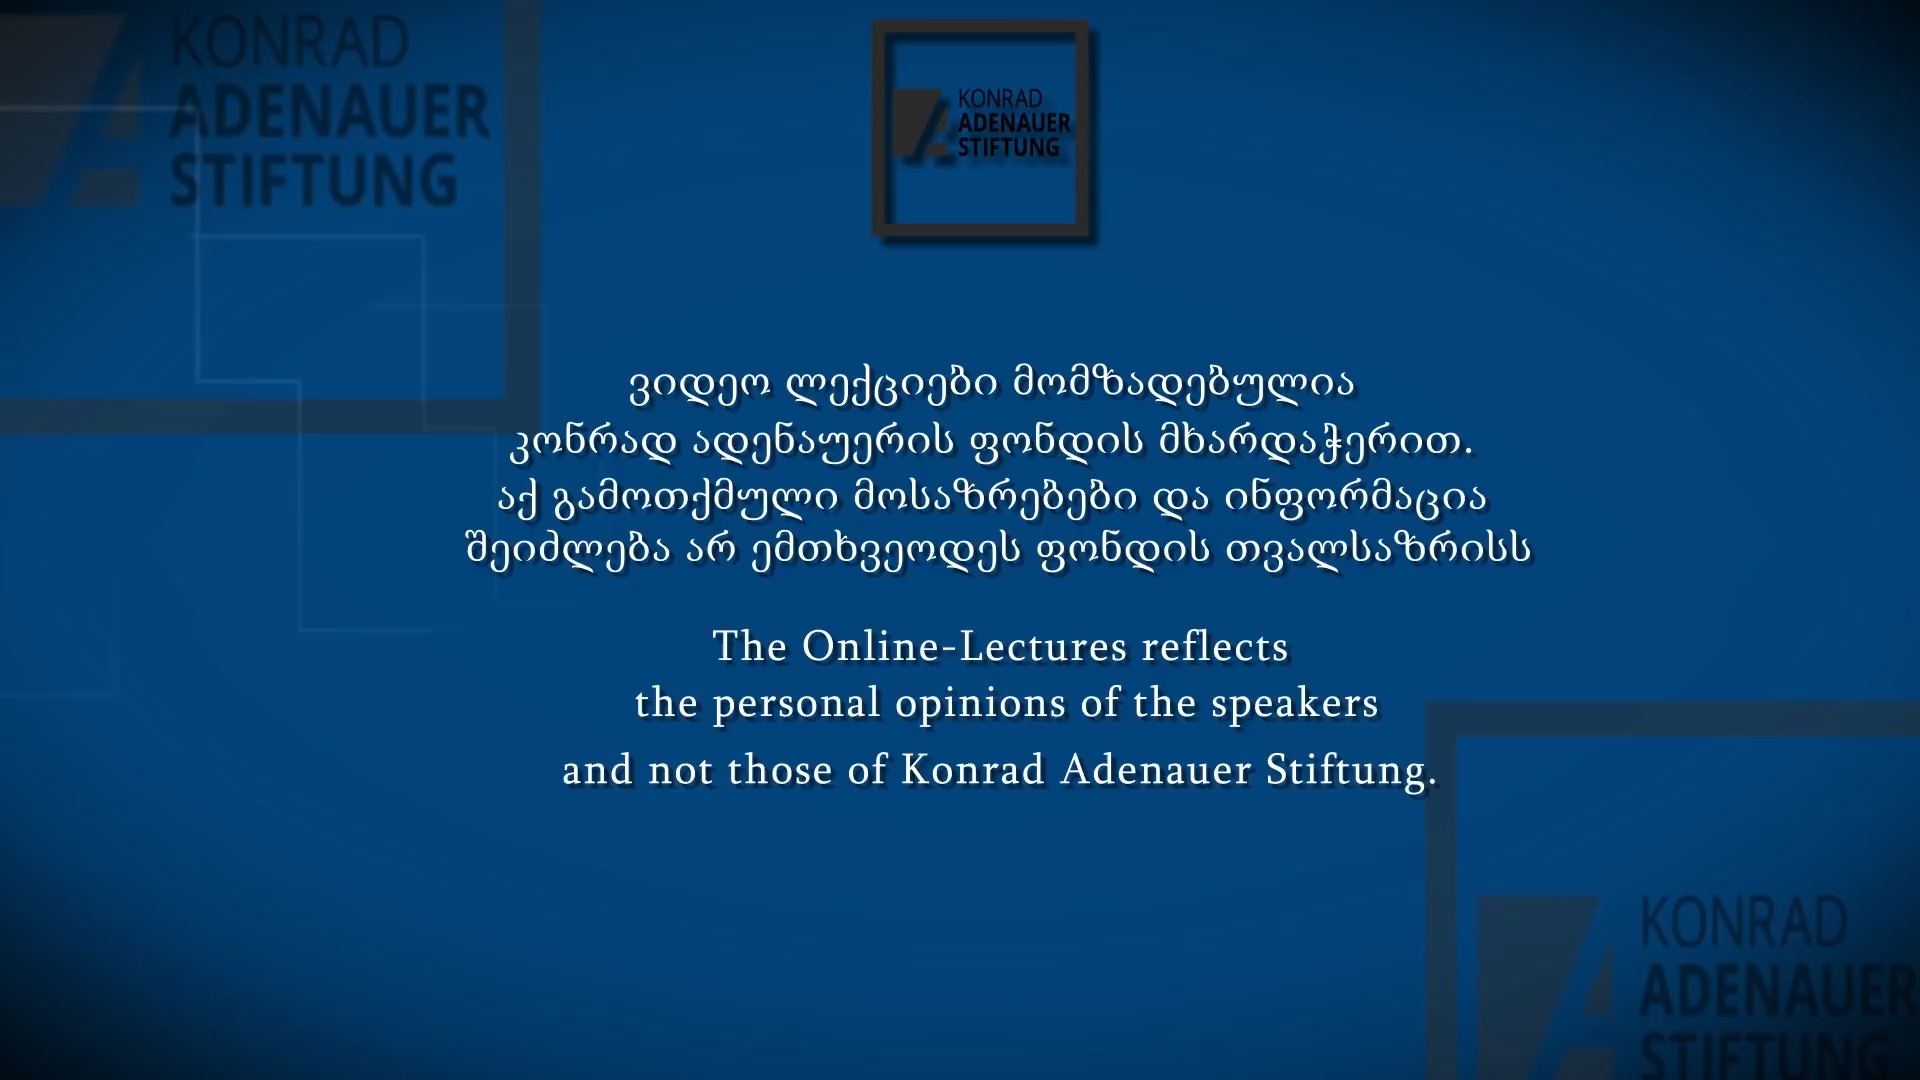 KONRAD
ADENAUER
STIFTUNG
KONRAD
ADENAUER
STIFTUNG
ვიდეო ლექციები მომზადებულია
კონრად ადენაუერის ფონდის მხარდაჭერით.
აქ გამოთქმული მოსაზრებები და ინფორმაცია
შეიძლება არ ემთხვეოდეს ფონდის თვალსაზრისს
The Online-Lectures reflects
the personal opinions of the speakers
and not those of Konrad Adenauer Stiftung.
KONRAD
ADENAUER
STIFTUNG